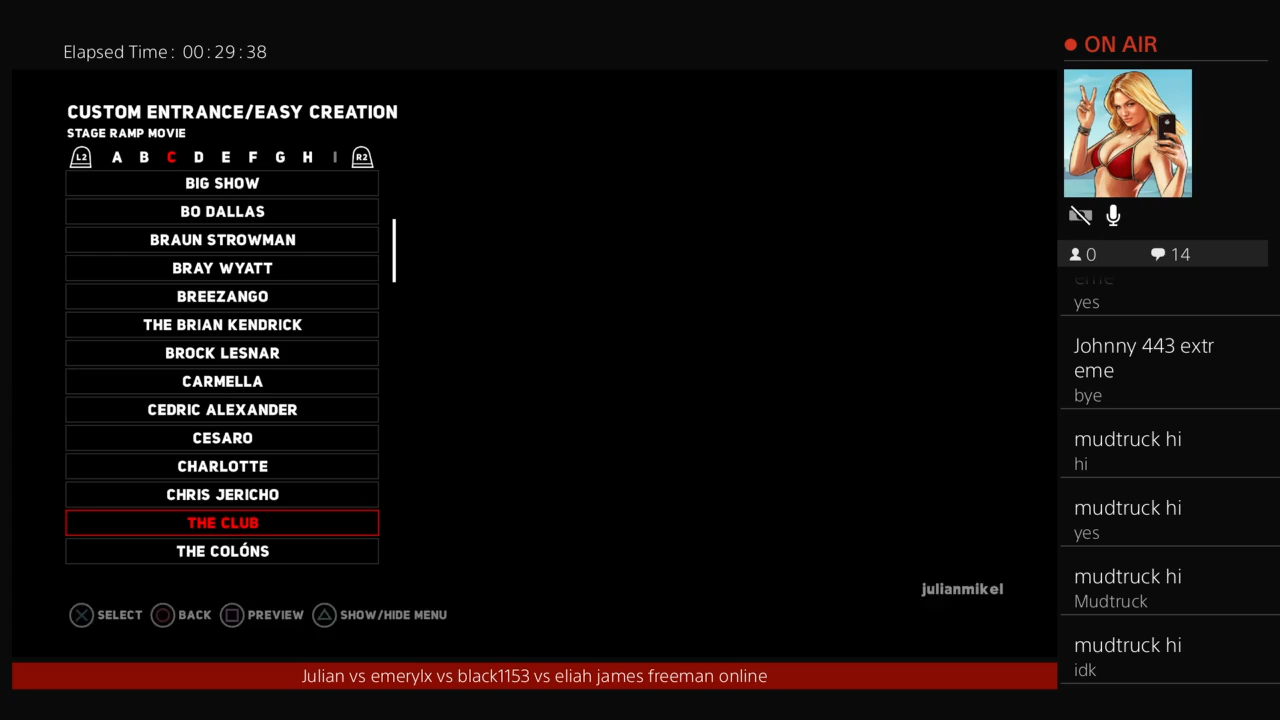 Elapsed Time: 00:29:38
ON AIR
CUSTOM ENTRANCE/EASY CREATION
STAGE RAMP MOVIE
L2 A B C D E F G H I R2
BIG SHOW
BO DALLAS
BRAUN STROWMAN
BRAY WYATT
BREEZANGO
THE BRIAN KENDRICK
BROCK LESNAR
CARMELLA
CEDRIC ALEXANDER
CESARO
CHARLOTTE
CHRIS JERICHO
THE CLUB
THE COLÓNS
SELECT BACK PREVIEW SHOW/HIDE MENU
julianmikel
Julian vs emerylx vs black1153 vs eliah james freeman online
0 14
eme
yes
Johnny 443 extr
eme
bye
mudtruck hi
hi
mudtruck hi
yes
mudtruck hi
Mudtruck
mudtruck hi
idk